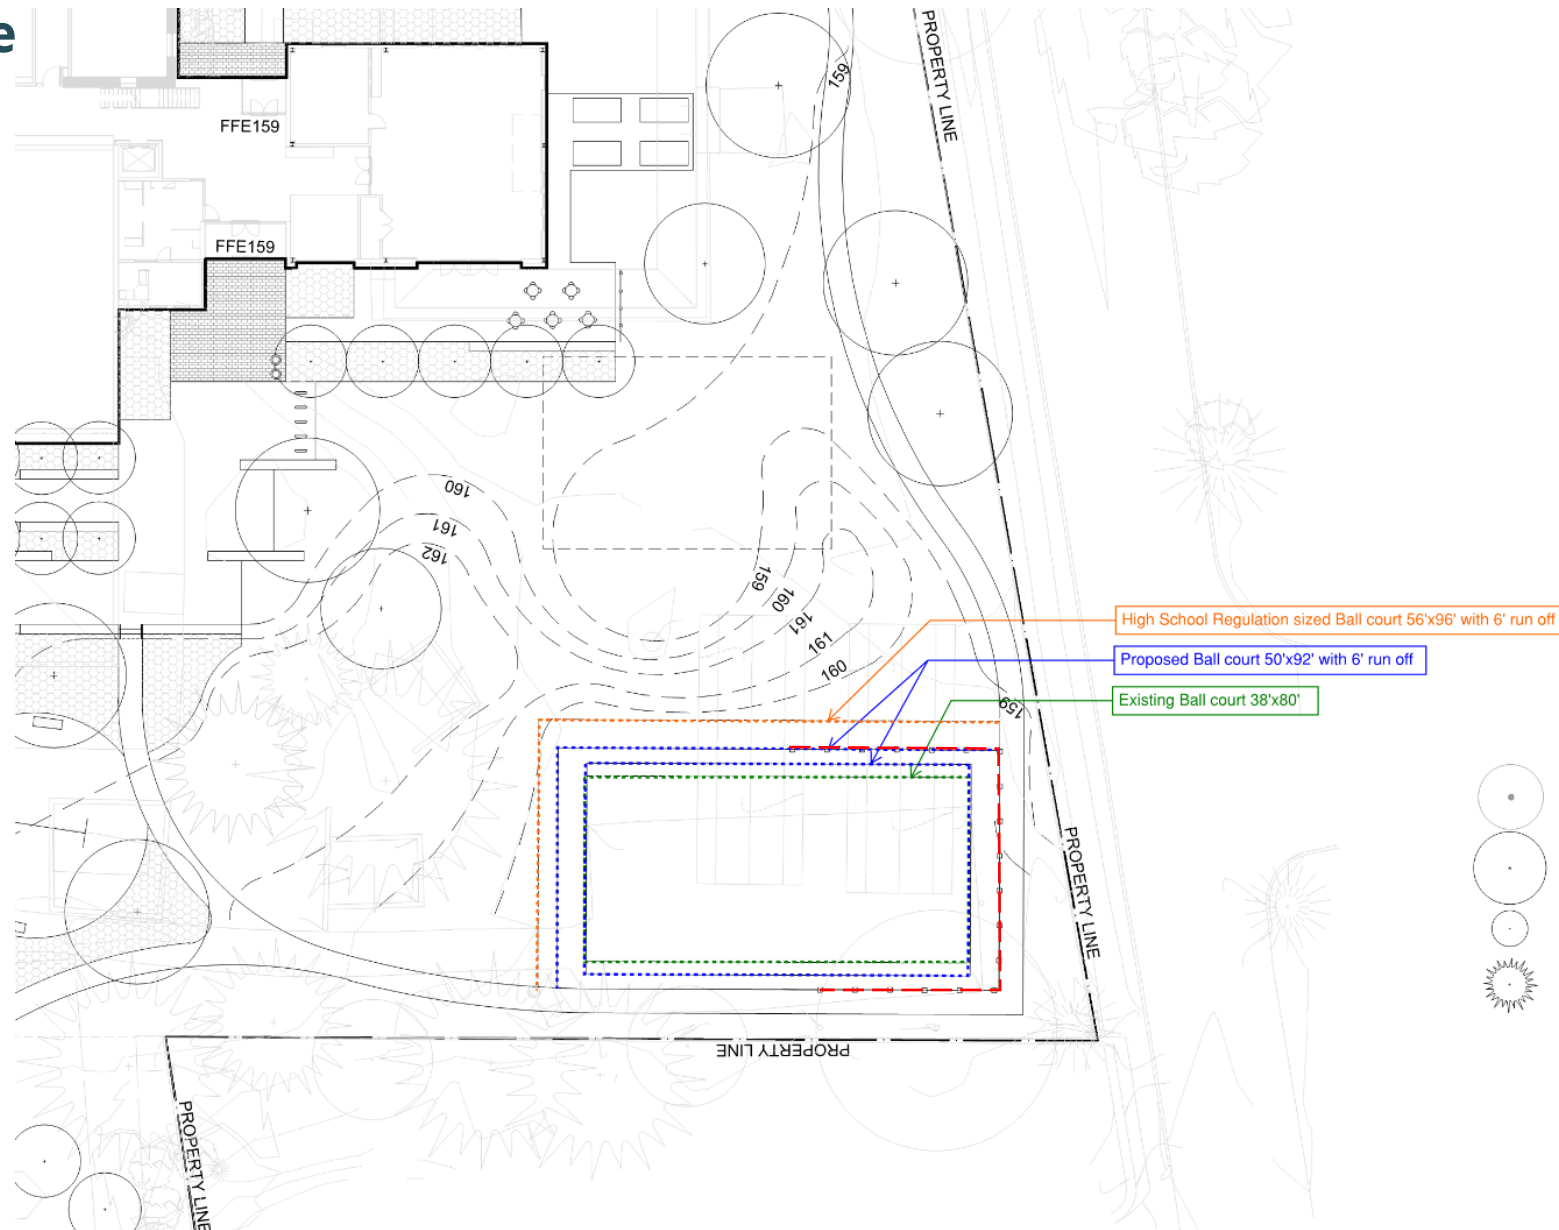 e
PROPERTY LINE
159
FFE159
FFE159
160
161
162
159
160
161
161
160
159
High School Regulation sized Ball court 56'x96' with 6' run off
Proposed Ball court 50'x92' with 6' run off
Existing Ball court 38'x80'
PROPERTY LINE
PROPERTY LINE
PROPERTY LINE